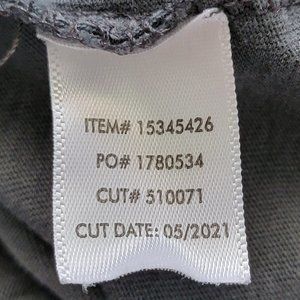 ITEM# 15345426
PO# 1780534
CUT# 510071
CUT DATE: 05/2021